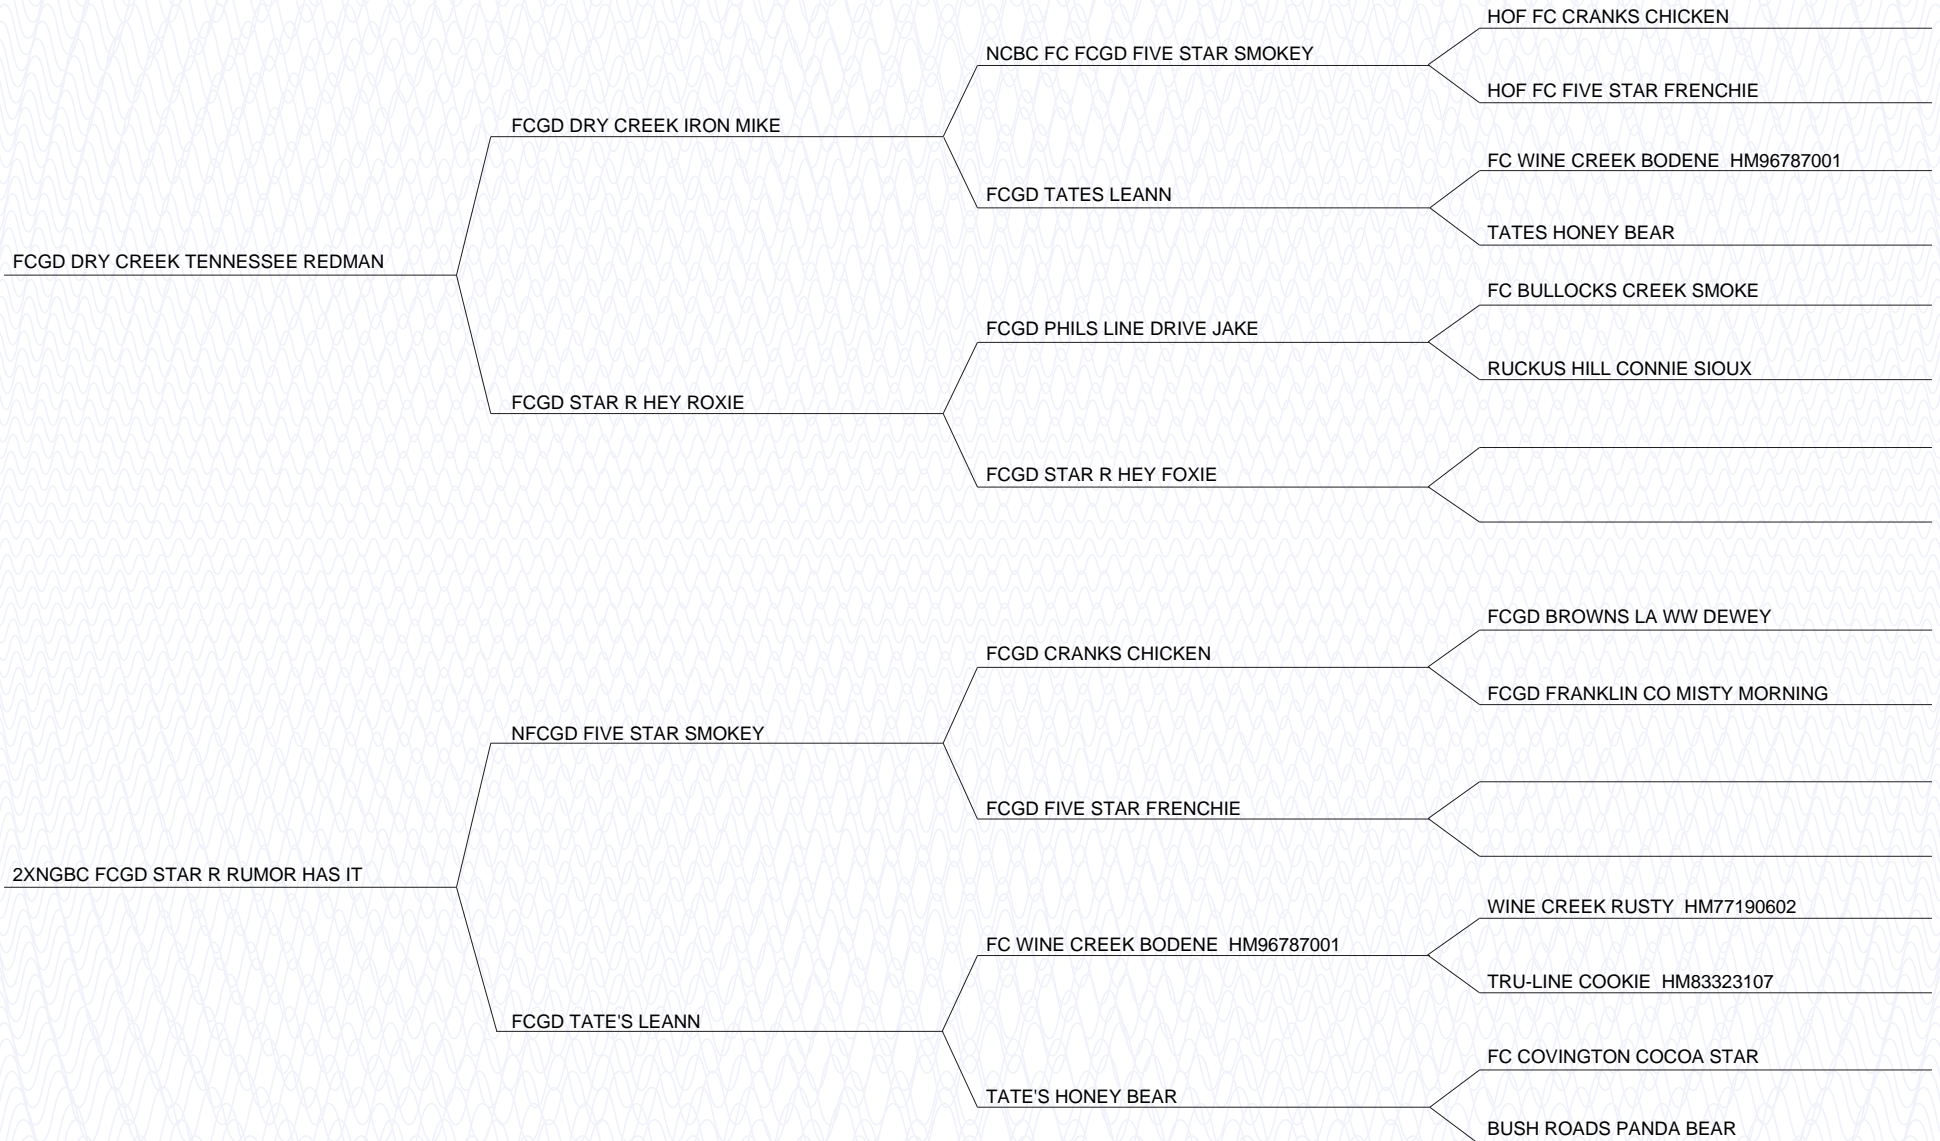 HOF FC CRANKS CHICKEN
NCBC FC FCGD FIVE STAR SMOKEY
HOF FC FIVE STAR FRENCHIE
FCGD DRY CREEK IRON MIKE
FC WINE CREEK BODENE HM96787001
FCGD TATES LEANN
TATES HONEY BEAR
FCGD DRY CREEK TENNESSEE REDMAN
FC BULLOCKS CREEK SMOKE
FCGD PHILS LINE DRIVE JAKE
RUCKUS HILL CONNIE SIOUX
FCGD STAR R HEY ROXIE
FCGD STAR R HEY FOXIE
FCGD BROWNS LA WW DEWEY
FCGD CRANKS CHICKEN
FCGD FRANKLIN CO MISTY MORNING
NFCGD FIVE STAR SMOKEY
FCGD FIVE STAR FRENCHIE
2XNGBC FCGD STAR R RUMOR HAS IT
WINE CREEK RUSTY HM77190602
FC WINE CREEK BODENE HM96787001
TRU-LINE COOKIE HM83323107
FCGD TATE'S LEANN
FC COVINGTON COCOA STAR
TATE'S HONEY BEAR
BUSH ROADS PANDA BEAR